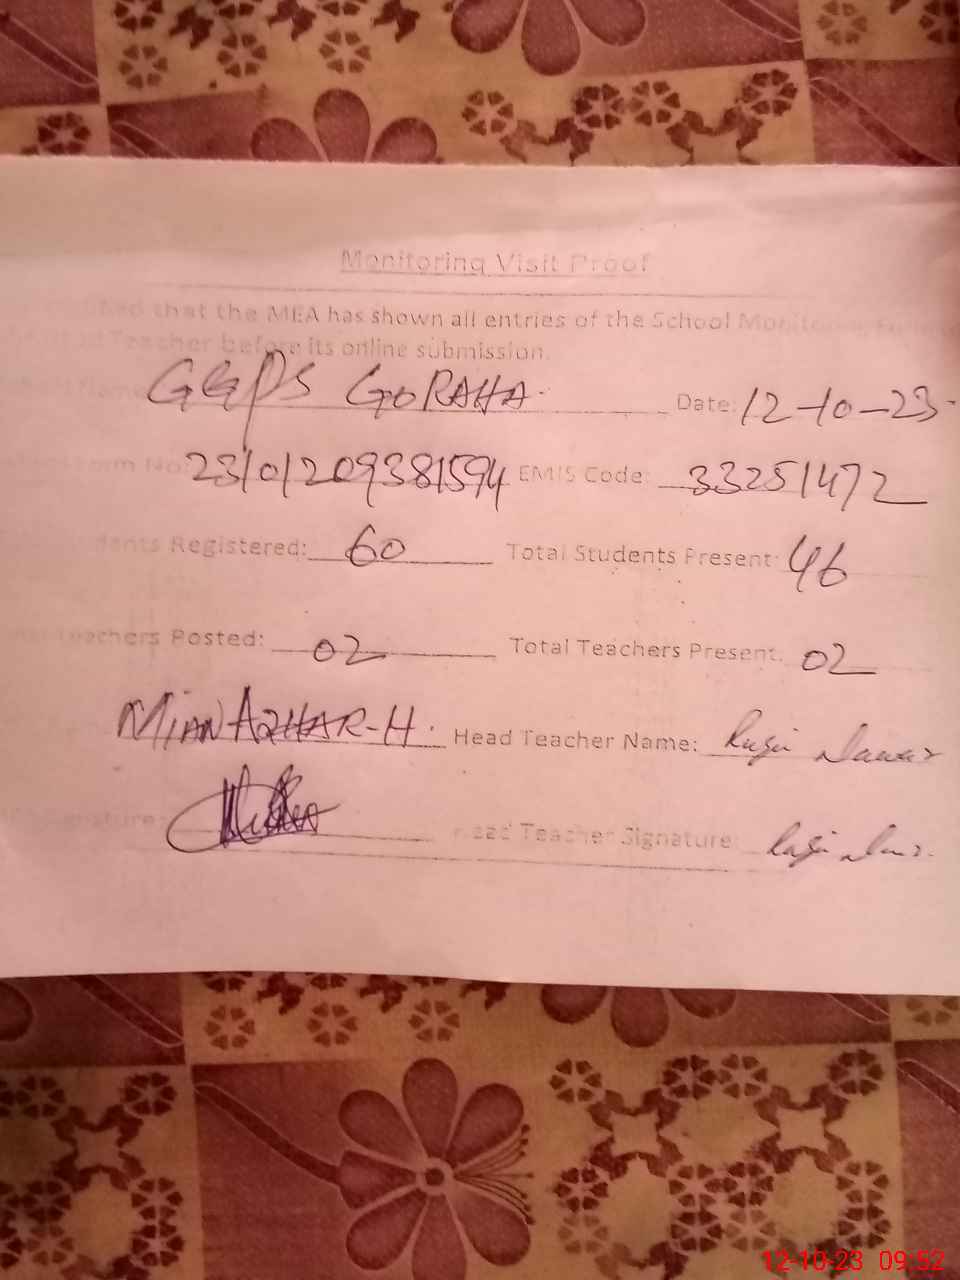 Monitoring Visit Proof
that the MEA has shown all entries of the School Monitoring
Teacher before its online submission.
GGPS GORAHA. Date: 12-10-23
No: 23101209381594 EMIS Code: 33251472
Registered: 60 Total Students Present: 46
Teachers Posted: 02 Total Teachers Present: 02
MIAN AZHAR-H. Head Teacher Name:
Signature: Head Teacher Signature:
12-10-23 09:52